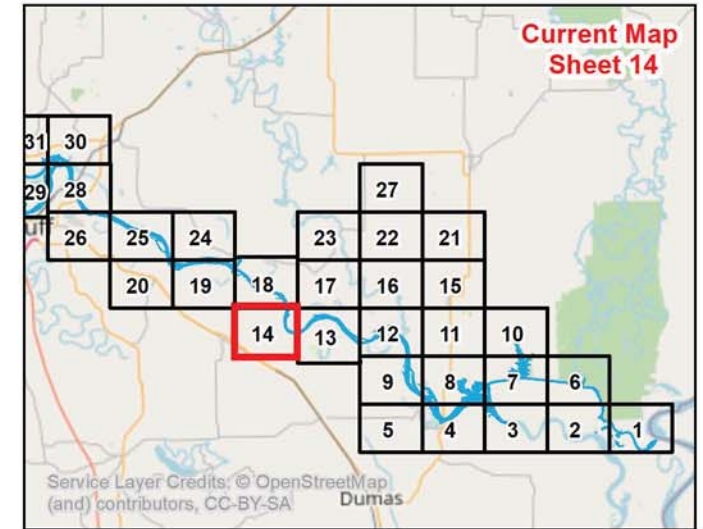 Current Map
Sheet 14
31 30
27
29 28
uff 26 25 24 23 22 21
20 19 18 17 16 15
14 13 12 11 10
9 8 7 6
5 4 3 2 1
Service Layer Credits: © OpenStreetMap
(and) contributors, CC-BY-SA
Dumas